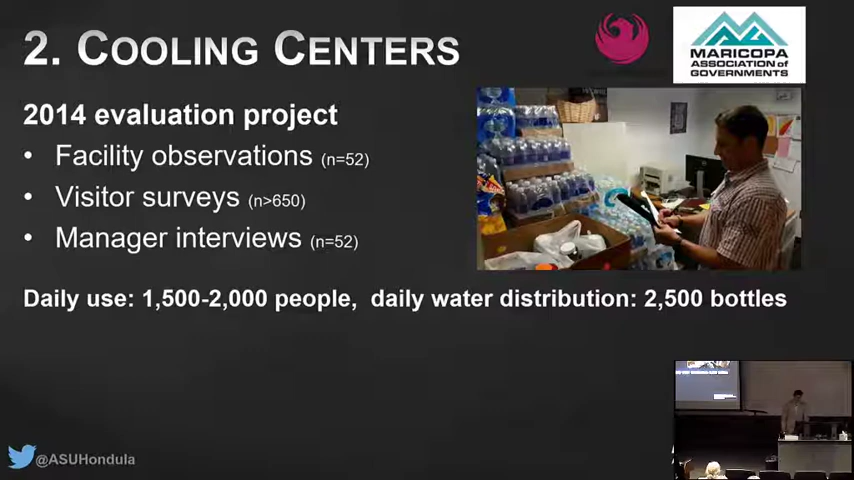 2. COOLING CENTERS
MARICOPA
ASSOCIATION of
GOVERNMENTS
2014 evaluation project
• Facility observations (n=52)
• Visitor surveys (n>650)
• Manager interviews (n=52)
Daily use: 1,500-2,000 people, daily water distribution: 2,500 bottles
@ASUHondula